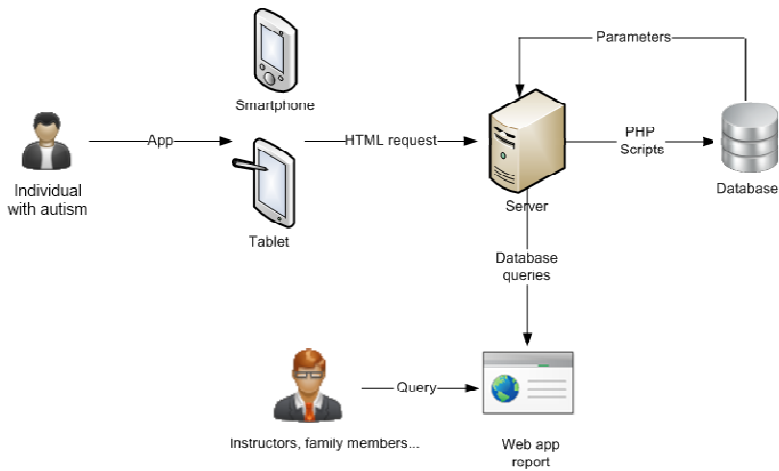 Parameters
Smartphone
App
HTML request
PHP
Scripts
Individual
with autism
Tablet
Server
Database
Database
queries
Query
Instructors, family members...
Web app
report